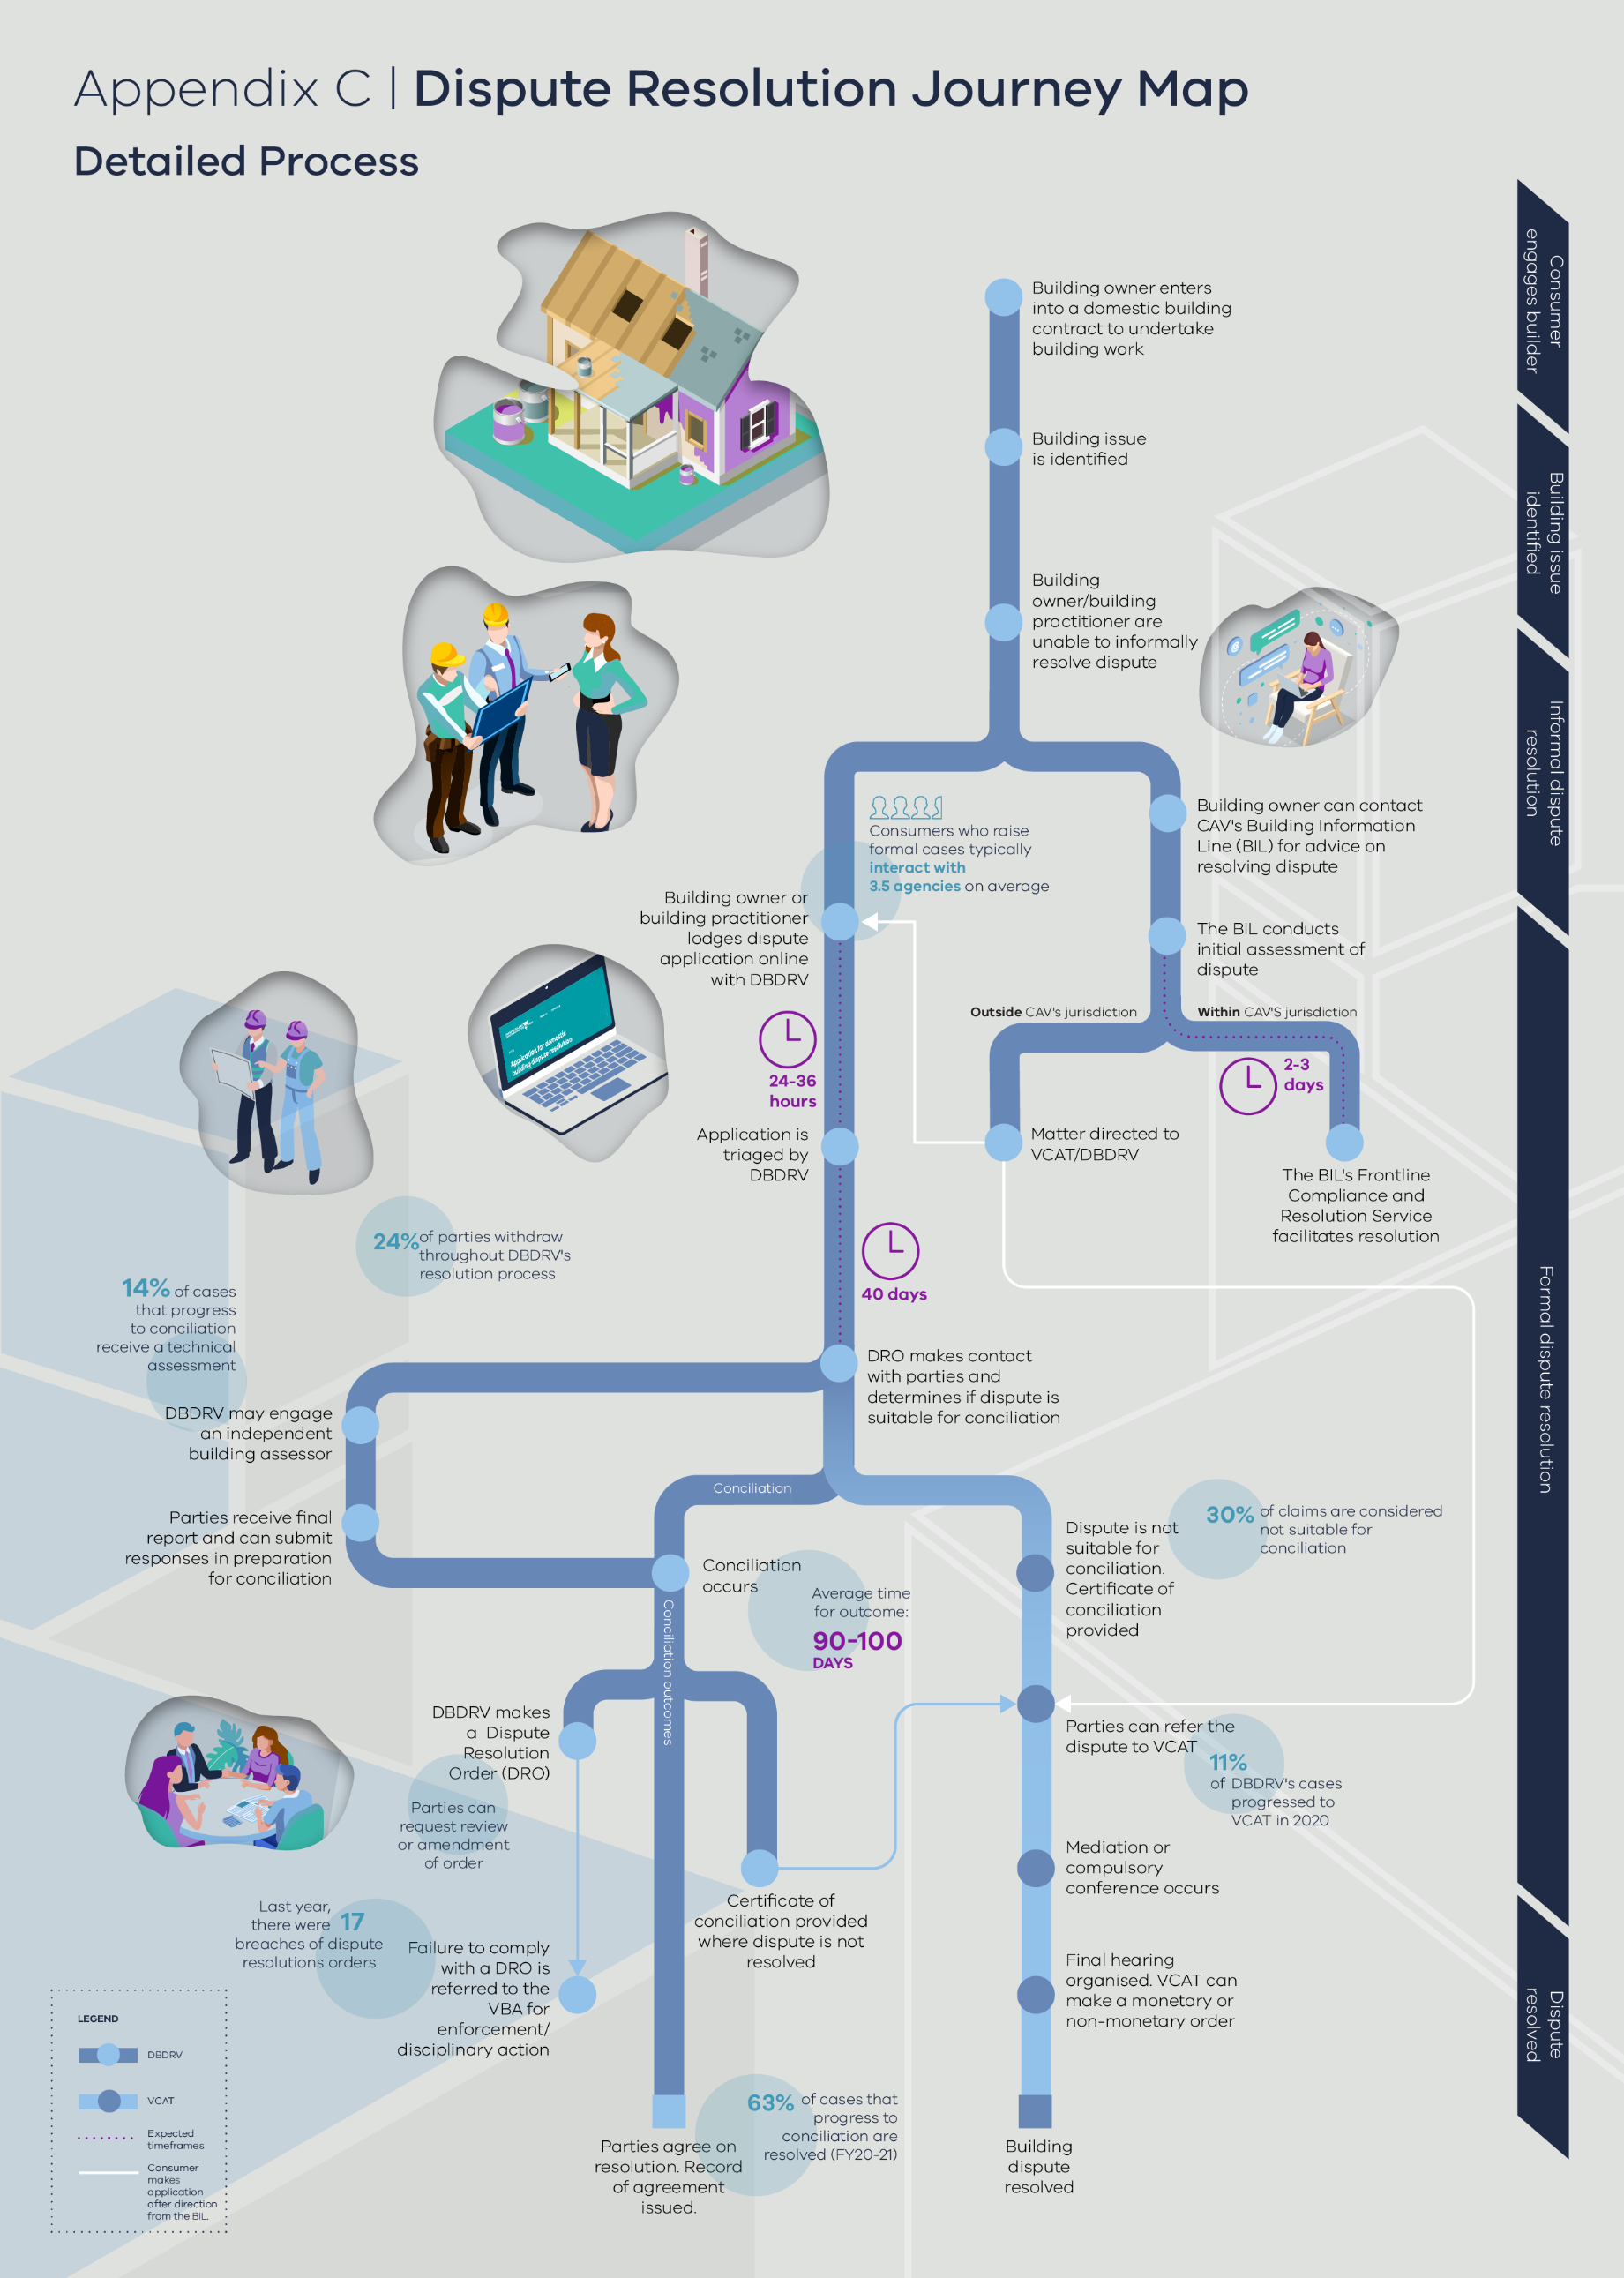 Appendix C | Dispute Resolution Journey Map
Detailed Process
Consumer
engages builder
Building owner enters
into a domestic building
contract to undertake
building work
Building issue
is identified
Building issue
identified
Building
owner/building
practitioner are
unable to informally
resolve dispute
Informal dispute
resolution
Consumers who raise
formal cases typically
interact with
3.5 agencies on average
Building owner can contact
CAV's Building Information
Line (BIL) for advice on
resolving dispute
Building owner or
building practitioner
lodges dispute
application online
with DBDRV
The BIL conducts
initial assessment of
dispute
Outside CAV's jurisdiction
Within CAV'S jurisdiction
Application for domestic
building dispute resolution
24-36
hours
2-3
days
Application is
triaged by
DBDRV
Matter directed to
VCAT/DBDRV
The BIL's Frontline
Compliance and
Resolution Service
facilitates resolution
24% of parties withdraw
throughout DBDRV's
resolution process
40 days
14% of cases
that progress
to conciliation
receive a technical
assessment
Formal dispute resolution
DRO makes contact
with parties and
determines if dispute is
suitable for conciliation
DBDRV may engage
an independent
building assessor
Conciliation
Parties receive final
report and can submit
responses in preparation
for conciliation
30% of claims are considered
not suitable for
conciliation
Dispute is not
suitable for
conciliation.
Certificate of
conciliation
provided
Conciliation
occurs
Average time
for outcome:
90-100
DAYS
Conciliation outcomes
DBDRV makes
a Dispute
Resolution
Order (DRO)
Parties can refer the
dispute to VCAT
11%
of DBDRV's cases
progressed to
VCAT in 2020
Parties can
request review
or amendment
of order
Mediation or
compulsory
conference occurs
Certificate of
conciliation provided
where dispute is not
resolved
Last year,
there were 17
breaches of dispute
resolutions orders
Failure to comply
with a DRO is
referred to the
VBA for
enforcement/
disciplinary action
Final hearing
organised. VCAT can
make a monetary or
non-monetary order
Dispute
resolved
LEGEND
DBDRV
VCAT
Expected
timeframes
Consumer
makes
application
after direction
from the BIL.
63% of cases that
progress to
conciliation are
resolved (FY20-21)
Parties agree on
resolution. Record
of agreement
issued.
Building
dispute
resolved